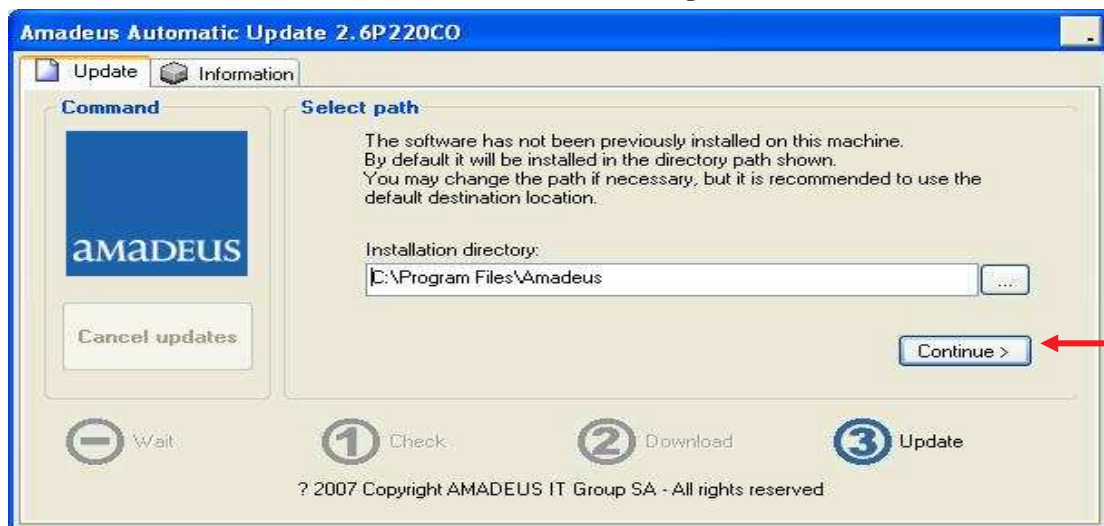 Amadeus Automatic Update 2.6P220CO
Update
Information
Command
Select path
The software has not been previously installed on this machine.
By default it will be installed in the directory path shown.
You may change the path if necessary, but it is recommended to use the
default destination location.
amadeus
Installation directory:
C:\Program Files\Amadeus
...
Cancel updates
Continue >
Wait
1 Check
2 Download
3 Update
? 2007 Copyright AMADEUS IT Group SA - All rights reserved